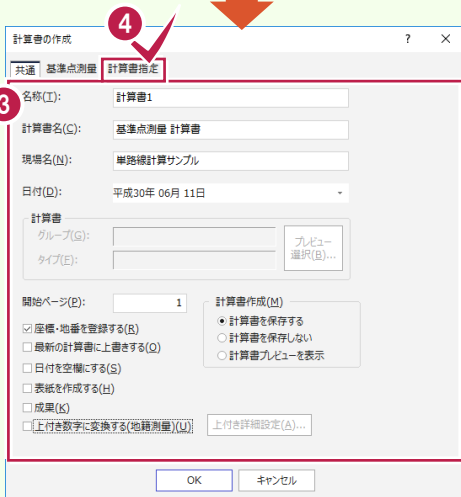 4
計算書の作成 ? ×
共通 基準点測量 計算書指定
3
名称(T): 計算書1
計算書名(C): 基準点測量 計算書
現場名(N): 単路線計算サンプル
日付(D): 平成30年 06月 11日
計算書
グループ(G):
タイプ(E):
プレビュー
選択(B)...
開始ページ(P): 1
計算書作成(M)
計算書を保存する
計算書を保存しない
計算書プレビューを表示
座標・地番を登録する(R)
最新の計算書に上書きする(O)
日付を空欄にする(S)
表紙を作成する(H)
成果(K)
上付き数字に変換する(地籍測量)(U) 上付き詳細設定(A)...
OK キャンセル